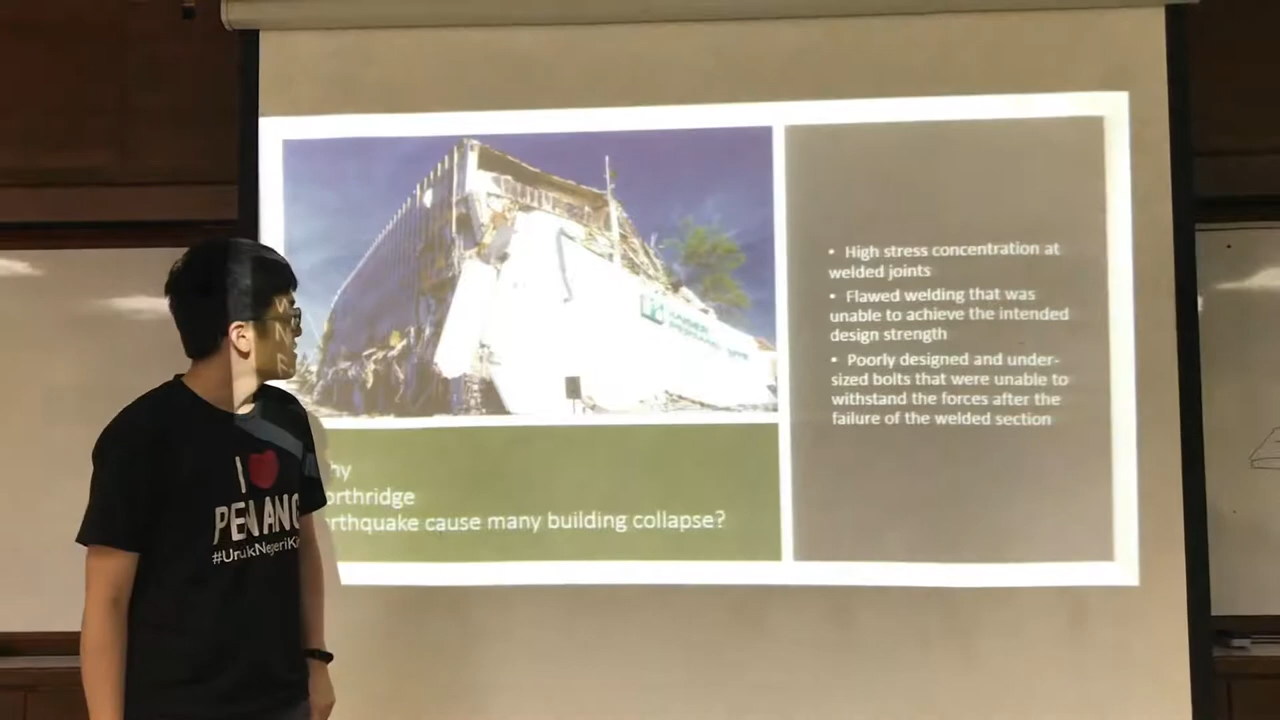 I
PENANG
#UrukNegeriKi
KAISER
PERMANENTE
hy
orthridge
rthquake cause many building collapse?
• High stress concentration at
welded joints
• Flawed welding that was
unable to achieve the intended
design strength
• Poorly designed and under-
sized bolts that were unable to
withstand the forces after the
failure of the welded section